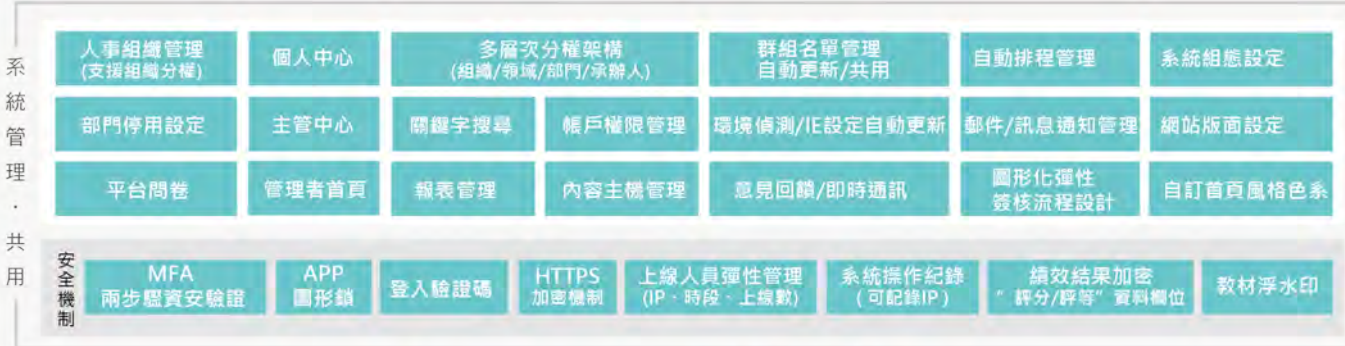 系統管理・共用
人事組織管理
(支援組織分權)
個人中心
多層次分權架構
(組織/領域/部門/承辦人)
群組名單管理
自動更新/共用
自動排程管理
系統組態設定
部門停用設定
主管中心
關鍵字搜尋
帳戶權限管理
環境偵測/IE設定自動更新
郵件/訊息通知管理
網站版面設定
平台問卷
管理者首頁
報表管理
內容主機管理
意見回饋/即時通訊
圖形化彈性
簽核流程設計
自訂首頁風格色系
安全機制
MFA
兩步驟資安驗證
APP
圖形鎖
登入驗證碼
HTTPS
加密機制
上線人員彈性管理
(IP、時段、上線數)
系統操作紀錄
(可記錄IP)
績效結果加密
"評分/評等"資料欄位
教材浮水印